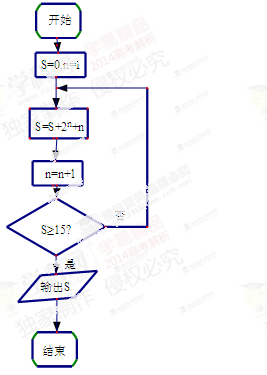 开始
S=0,n=1
S=S+2ⁿ+n
n=n+1
S≥15?
否
是
输出S
结束